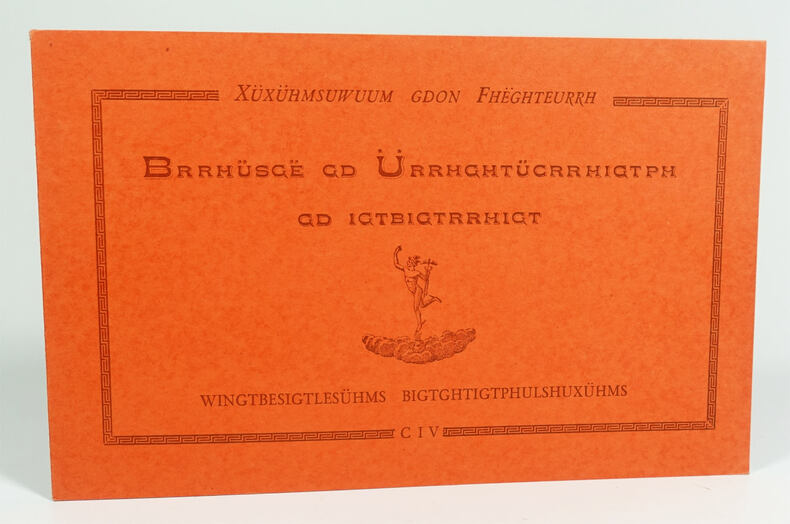 XÜXÜHMSUWUUM GDON FHËGHTEURRH
BRRHÜSGË GD ÜRRHGHTÜCRRHIGTPH
GD IGTBIGTRRHIGT
WINGTBESIGTLESÜHMS BIGTGHTIGTPHULSHUXÜHMS
CIV